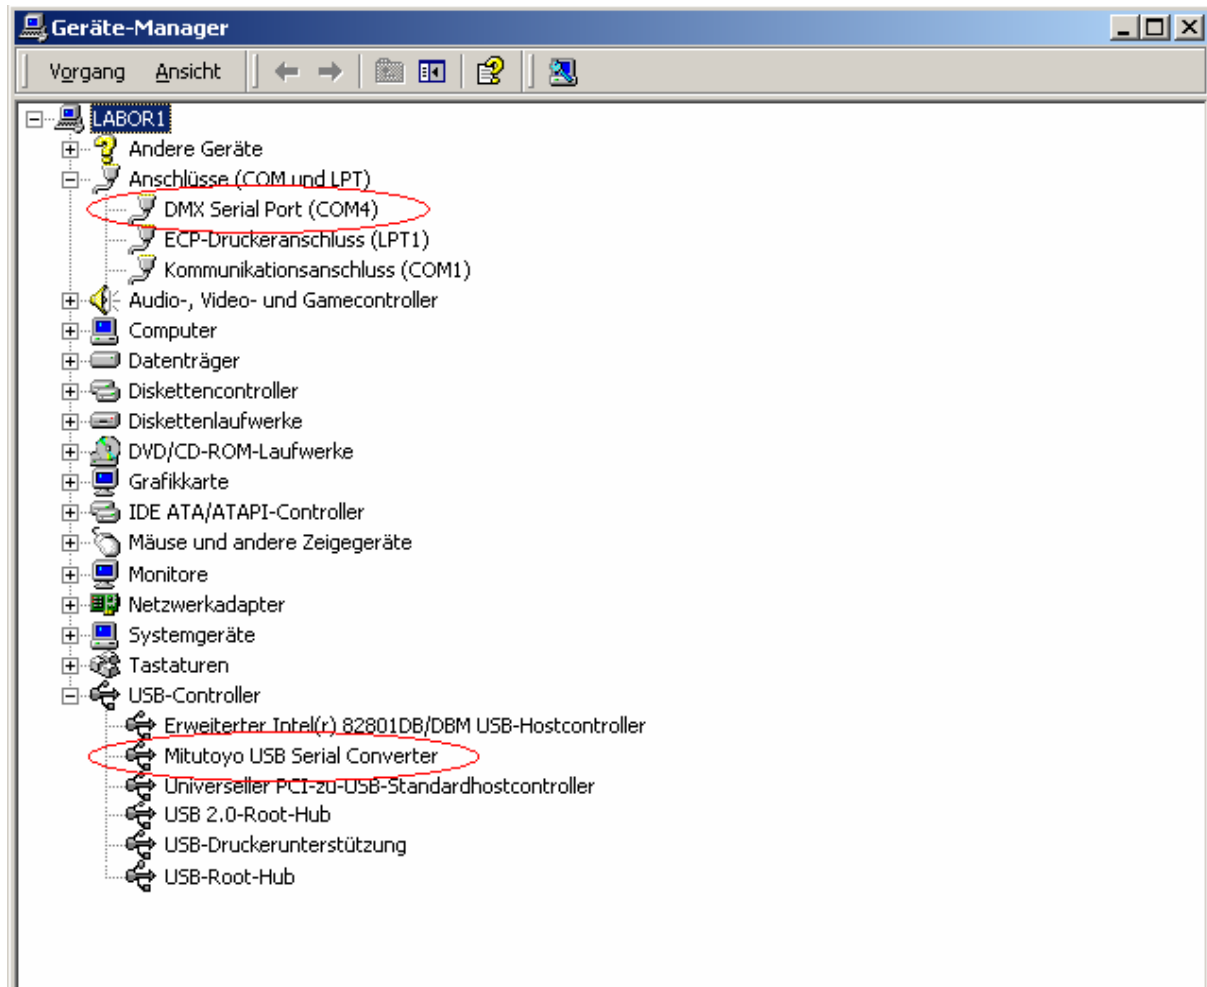 Geräte-Manager
Vorgang Ansicht
LABOR1
Andere Geräte
Anschlüsse (COM und LPT)
DMX Serial Port (COM4)
ECP-Druckeranschluss (LPT1)
Kommunikationsanschluss (COM1)
Audio-, Video- und Gamecontroller
Computer
Datenträger
Diskettencontroller
Diskettenlaufwerke
DVD/CD-ROM-Laufwerke
Grafikkarte
IDE ATA/ATAPI-Controller
Mäuse und andere Zeigegeräte
Monitore
Netzwerkadapter
Systemgeräte
Tastaturen
USB-Controller
Erweiterter Intel(r) 82801DB/DBM USB-Hostcontroller
Mitutoyo USB Serial Converter
Universeller PCI-zu-USB-Standardhostcontroller
USB 2.0-Root-Hub
USB-Druckerunterstützung
USB-Root-Hub